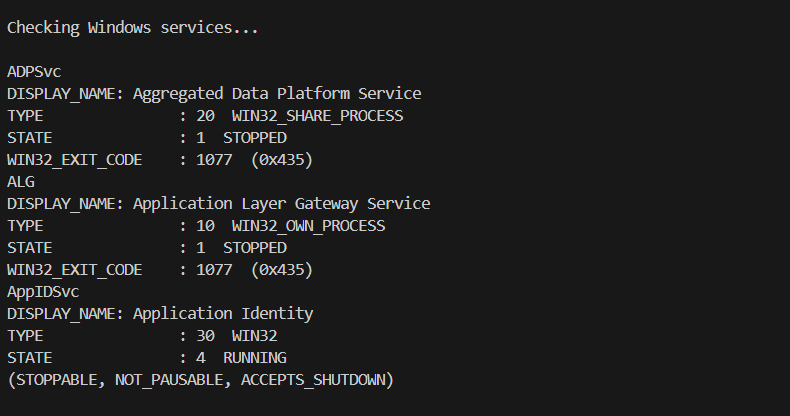 Checking Windows services...
ADPSvc
DISPLAY_NAME: Aggregated Data Platform Service
TYPE               : 20  WIN32_SHARE_PROCESS
STATE              : 1  STOPPED
WIN32_EXIT_CODE    : 1077  (0x435)
ALG
DISPLAY_NAME: Application Layer Gateway Service
TYPE               : 10  WIN32_OWN_PROCESS
STATE              : 1  STOPPED
WIN32_EXIT_CODE    : 1077  (0x435)
AppIDSvc
DISPLAY_NAME: Application Identity
TYPE               : 30  WIN32
STATE              : 4  RUNNING
(STOPPABLE, NOT_PAUSABLE, ACCEPTS_SHUTDOWN)